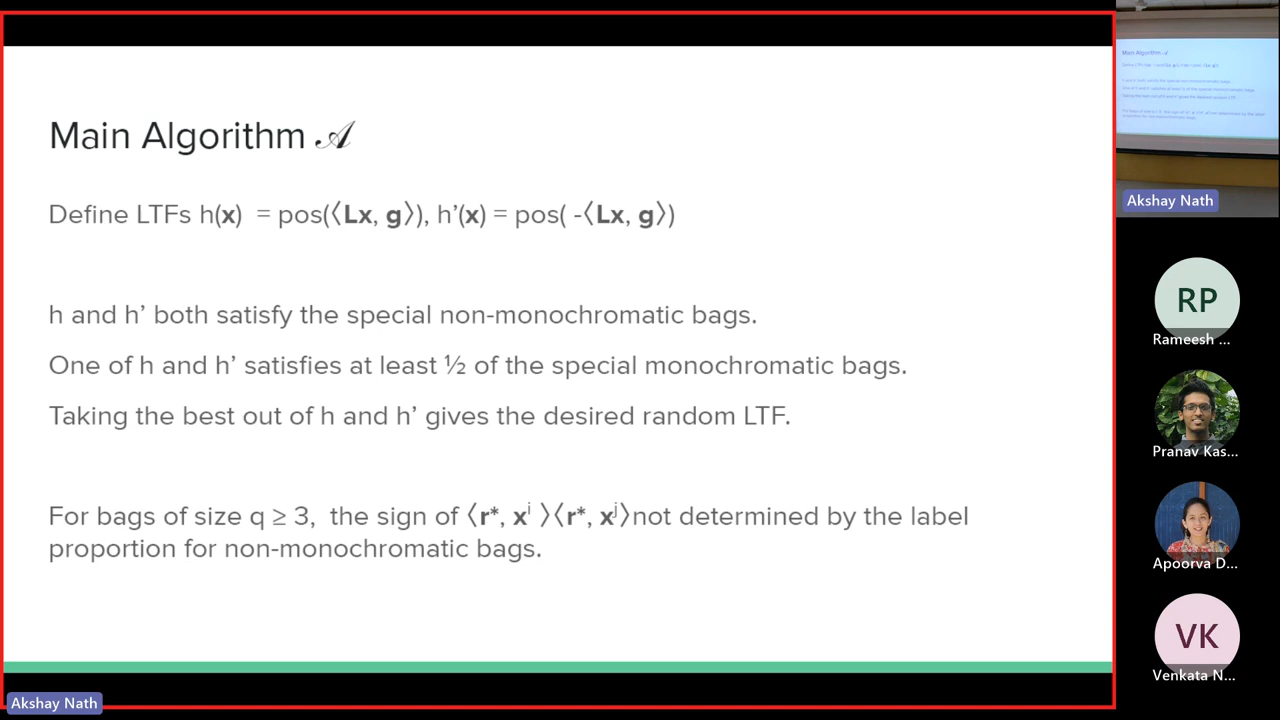 Main Algorithm 𝒜
Define LTFs h(x) = pos(⟨Lx, g⟩), h’(x) = pos( -⟨Lx, g⟩)
h and h’ both satisfy the special non-monochromatic bags.
One of h and h’ satisfies at least ½ of the special monochromatic bags.
Taking the best out of h and h’ gives the desired random LTF.
For bags of size q ≥ 3, the sign of ⟨r*, xⁱ ⟩⟨r*, xʲ⟩not determined by the label
proportion for non-monochromatic bags.
Akshay Nath
Akshay Nath
RP
Rameesh ...
Pranav Kas...
Apoorva D...
VK
Venkata N...